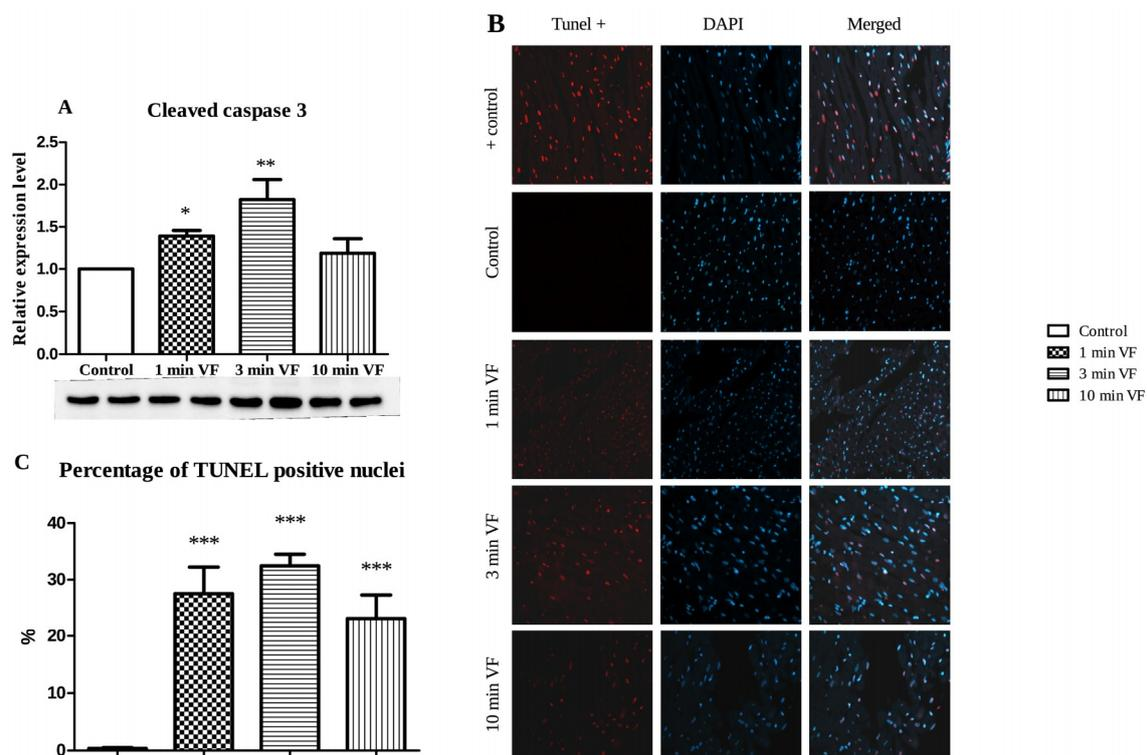 A
Cleaved caspase 3
Relative expression level
2.5
2.0
1.5
1.0
0.5
0.0
*
**
Control 1 min VF 3 min VF 10 min VF
C
Percentage of TUNEL positive nuclei
%
40
30
20
10
0
***
***
***
B
Tunel + DAPI Merged
+ control
Control
1 min VF
3 min VF
10 min VF
Control
1 min VF
3 min VF
10 min VF